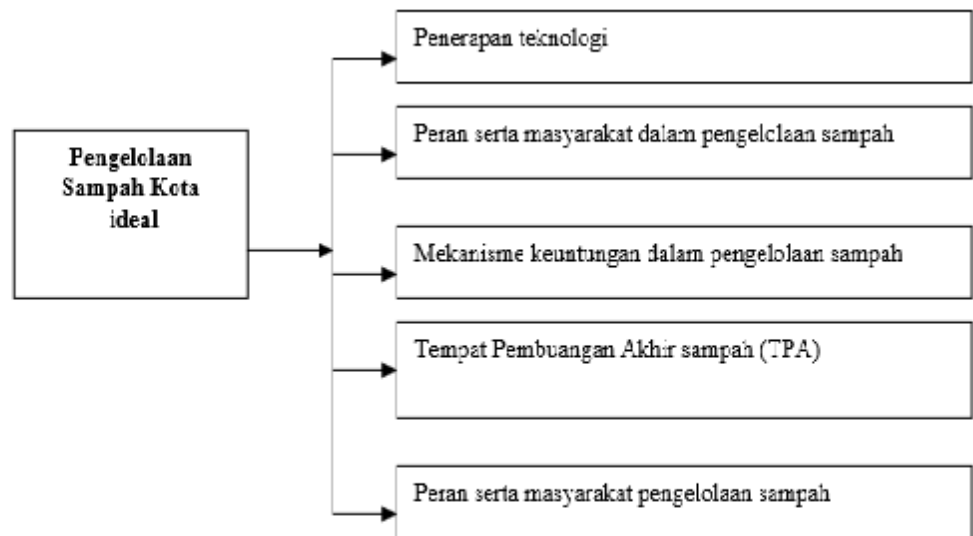 Penerapan teknologi
Peran serta masyarakat dalam pengelolaan sampah
Pengelolaan
Sampah Kota
ideal
Mekanisme keuntungan dalam pengelolaan sampah
Tempat Pembuangan Akhir sampah (TPA)
Peran serta masyarakat pengelolaan sampah